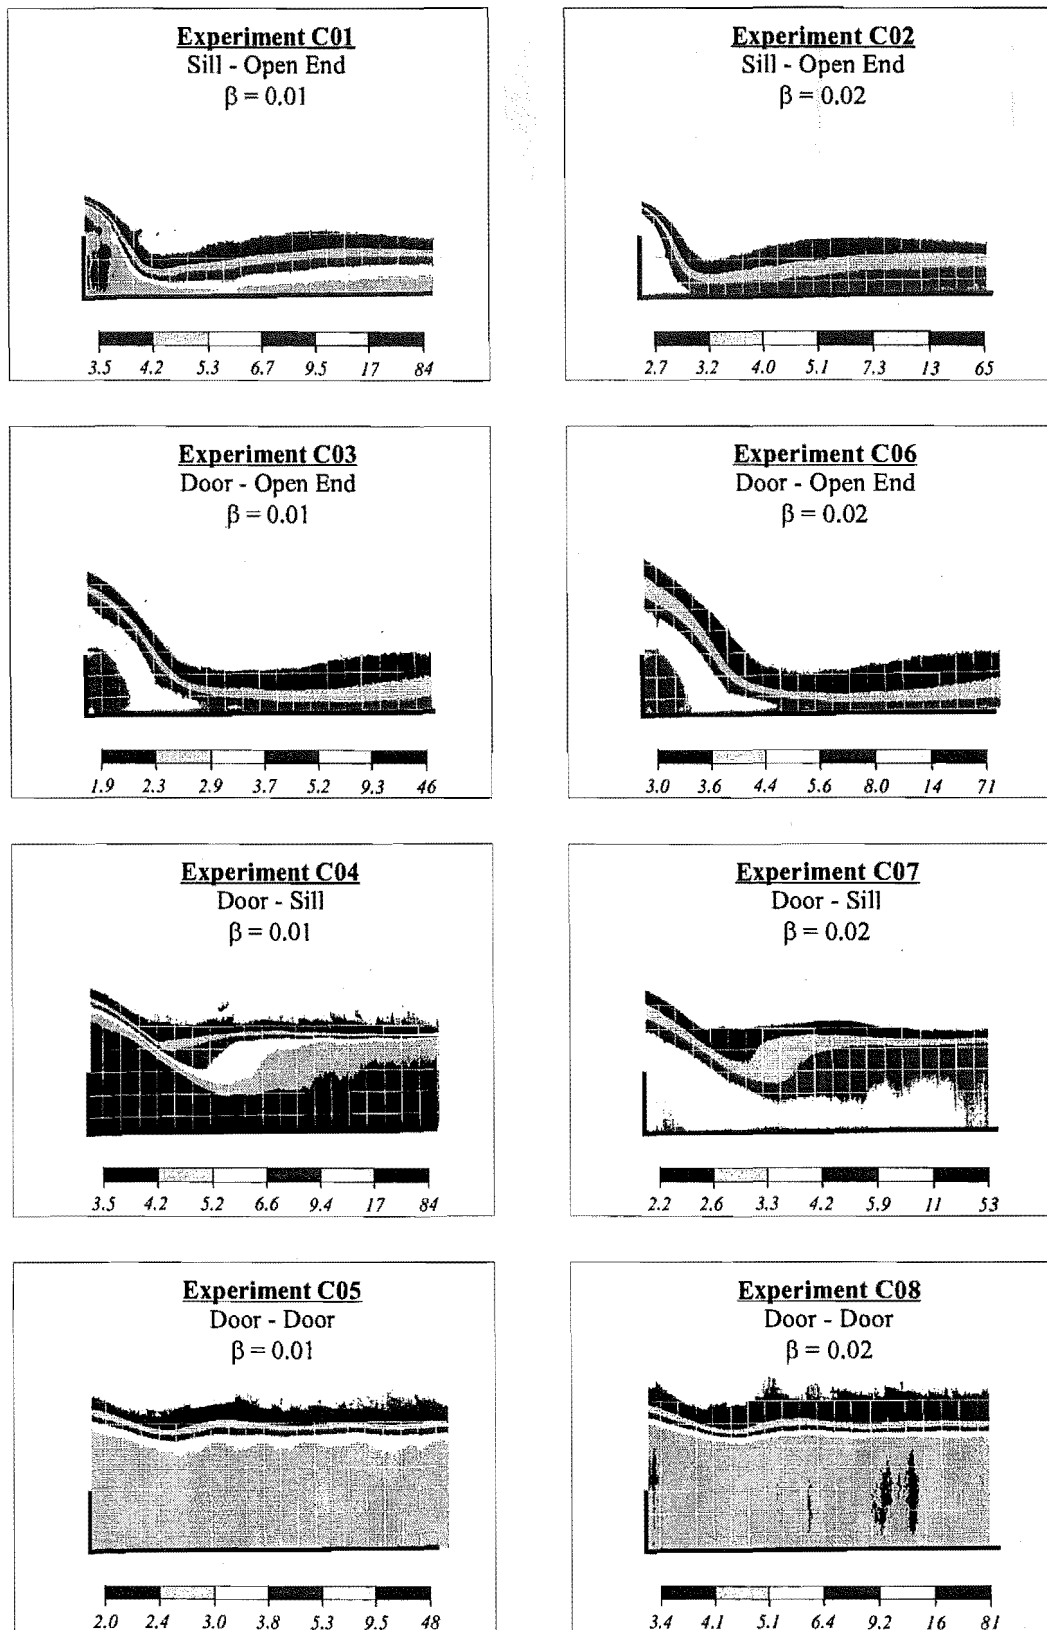 Experiment C01
Sill - Open End
β = 0.01
3.5 4.2 5.3 6.7 9.5 17 84
Experiment C02
Sill - Open End
β = 0.02
2.7 3.2 4.0 5.1 7.3 13 65
Experiment C03
Door - Open End
β = 0.01
1.9 2.3 2.9 3.7 5.2 9.3 46
Experiment C06
Door - Open End
β = 0.02
3.0 3.6 4.4 5.6 8.0 14 71
Experiment C04
Door - Sill
β = 0.01
3.5 4.2 5.2 6.6 9.4 17 84
Experiment C07
Door - Sill
β = 0.02
2.2 2.6 3.3 4.2 5.9 11 53
Experiment C05
Door - Door
β = 0.01
2.0 2.4 3.0 3.8 5.3 9.5 48
Experiment C08
Door - Door
β = 0.02
3.4 4.1 5.1 6.4 9.2 16 81